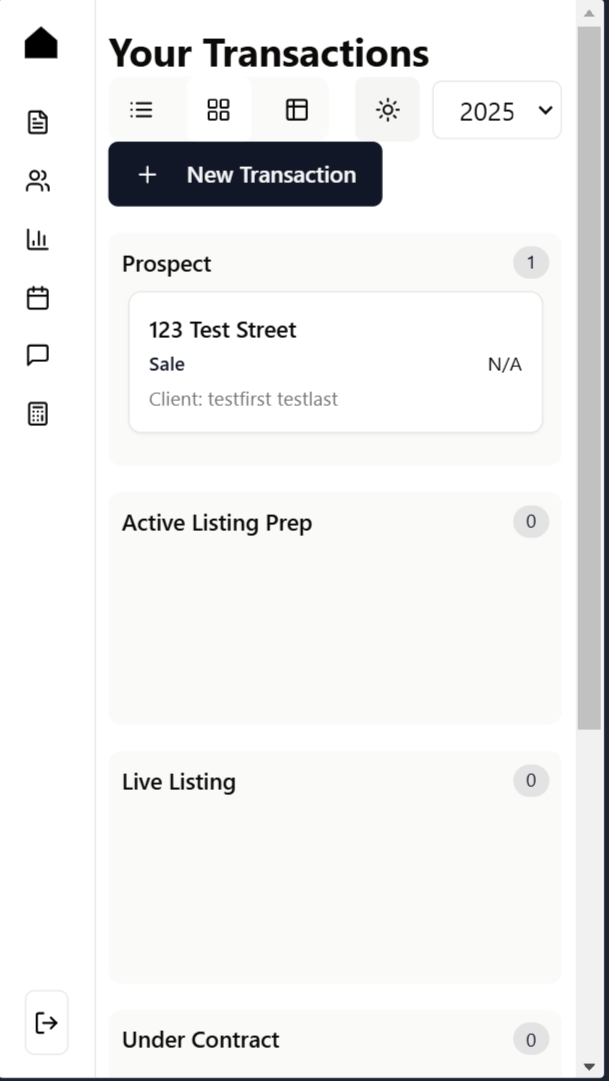 Your Transactions
2025
+ New Transaction
Prospect 1
123 Test Street
Sale N/A
Client: testfirst testlast
Active Listing Prep 0
Live Listing 0
Under Contract 0